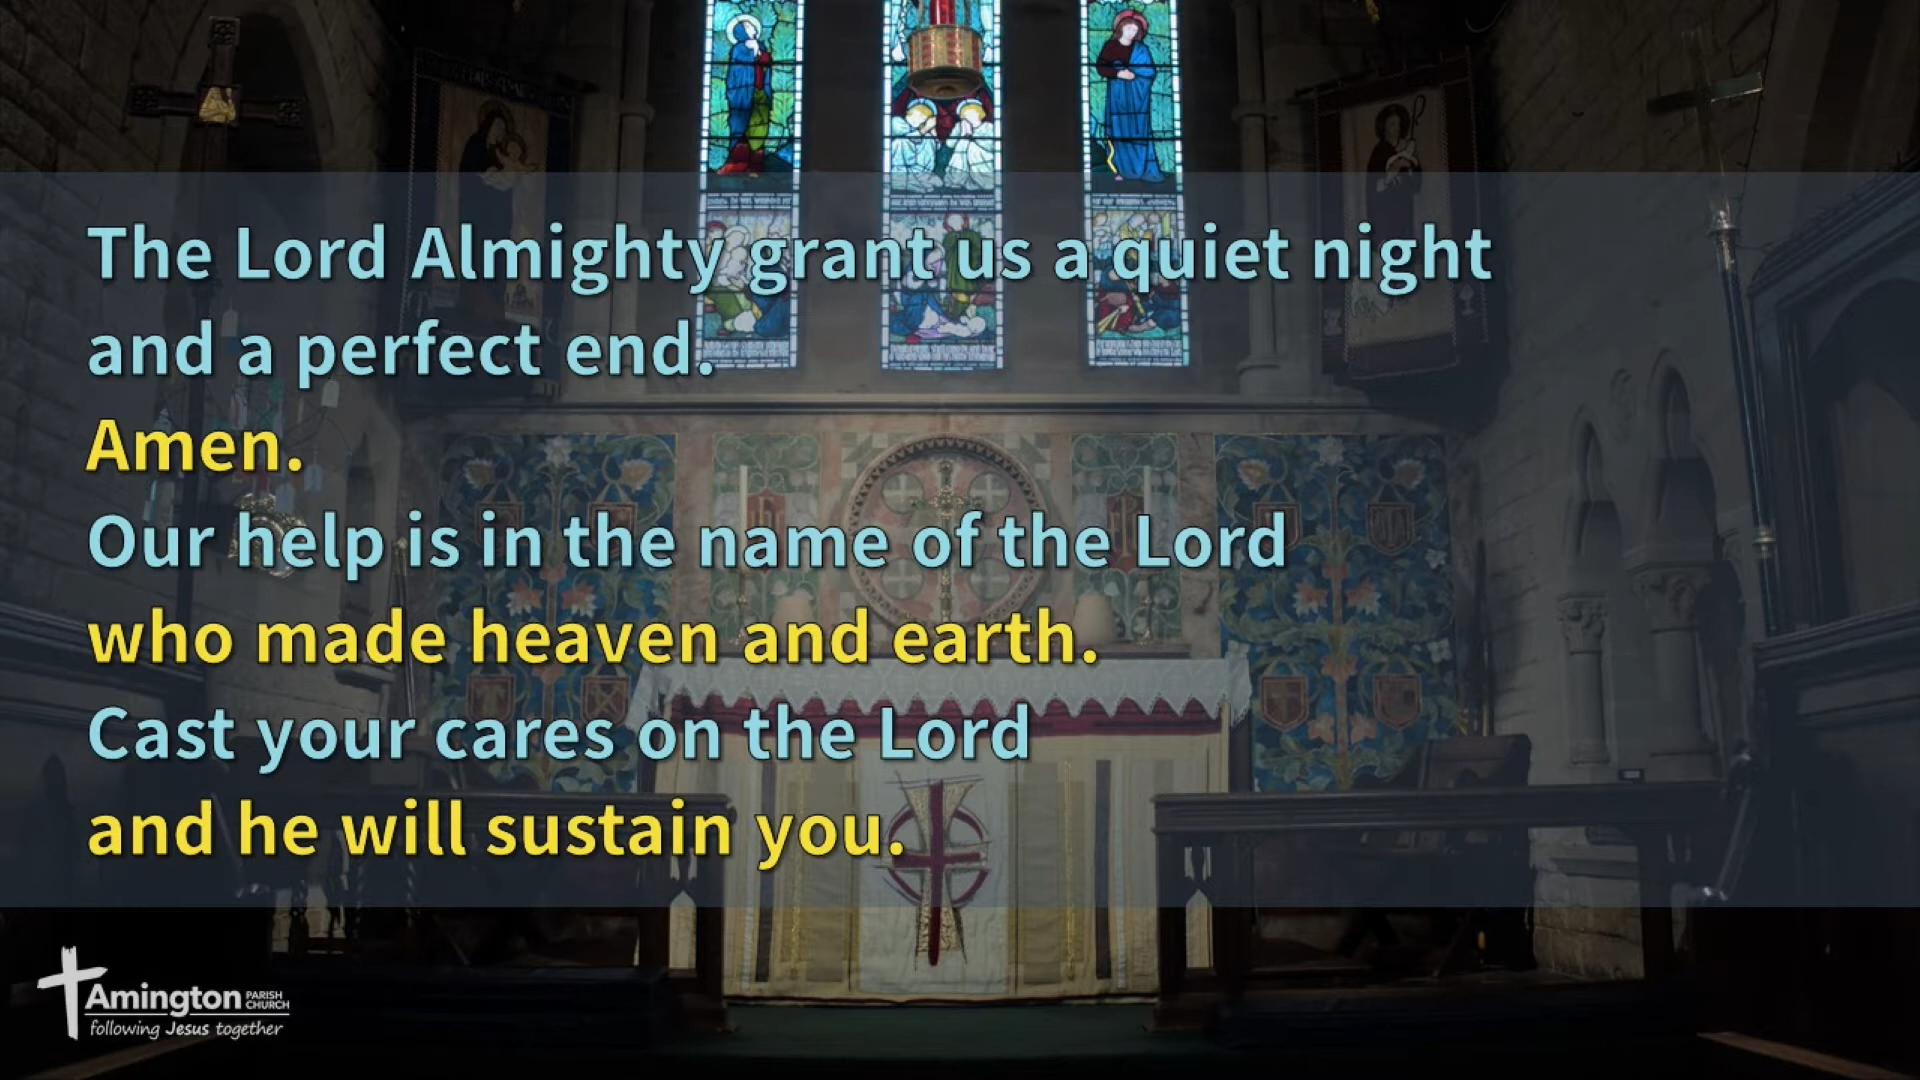 The Lord Almighty grant us a quiet night
and a perfect end.
Amen.
Our help is in the name of the Lord
who made heaven and earth.
Cast your cares on the Lord
and he will sustain you.
Amington PARISH CHURCH
following Jesus together